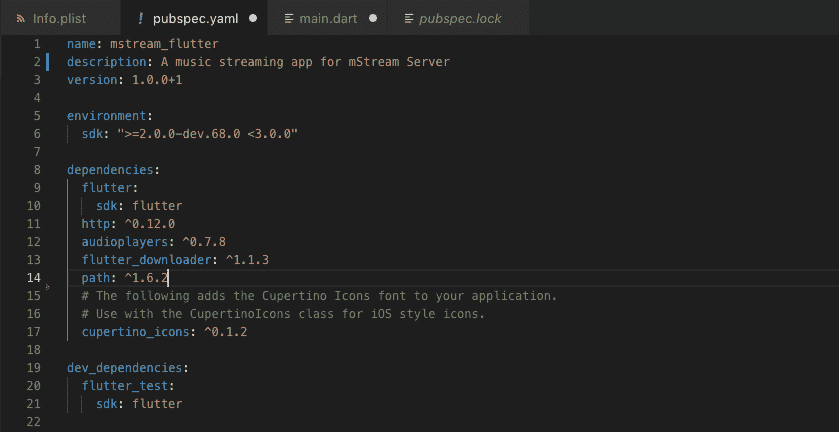 Info.plist ! pubspec.yaml main.dart pubspec.lock
1 name: mstream_flutter
2 description: A music streaming app for mStream Server
3 version: 1.0.0+1
4
5 environment:
6   sdk: ">=2.0.0-dev.68.0 <3.0.0"
7
8 dependencies:
9   flutter:
10     sdk: flutter
11   http: ^0.12.0
12   audioplayers: ^0.7.8
13   flutter_downloader: ^1.1.3
14   path: ^1.6.2
15   # The following adds the Cupertino Icons font to your application.
16   # Use with the CupertinoIcons class for iOS style icons.
17   cupertino_icons: ^0.1.2
18
19 dev_dependencies:
20   flutter_test:
21     sdk: flutter
22